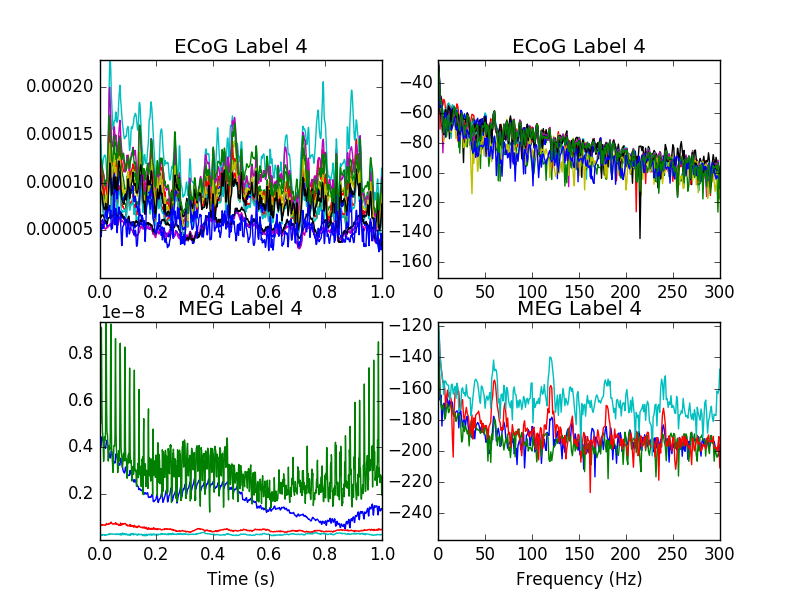 ECoG Label 4
0.00020
0.00015
0.00010
0.00005
0.0 0.2 0.4 0.6 0.8 1.0
ECoG Label 4
−40
−60
−80
−100
−120
−140
−160
0 50 100 150 200 250 300
MEG Label 4
1e−8
0.8
0.6
0.4
0.2
0.0 0.2 0.4 0.6 0.8 1.0
Time (s)
MEG Label 4
−120
−140
−160
−180
−200
−220
−240
0 50 100 150 200 250 300
Frequency (Hz)